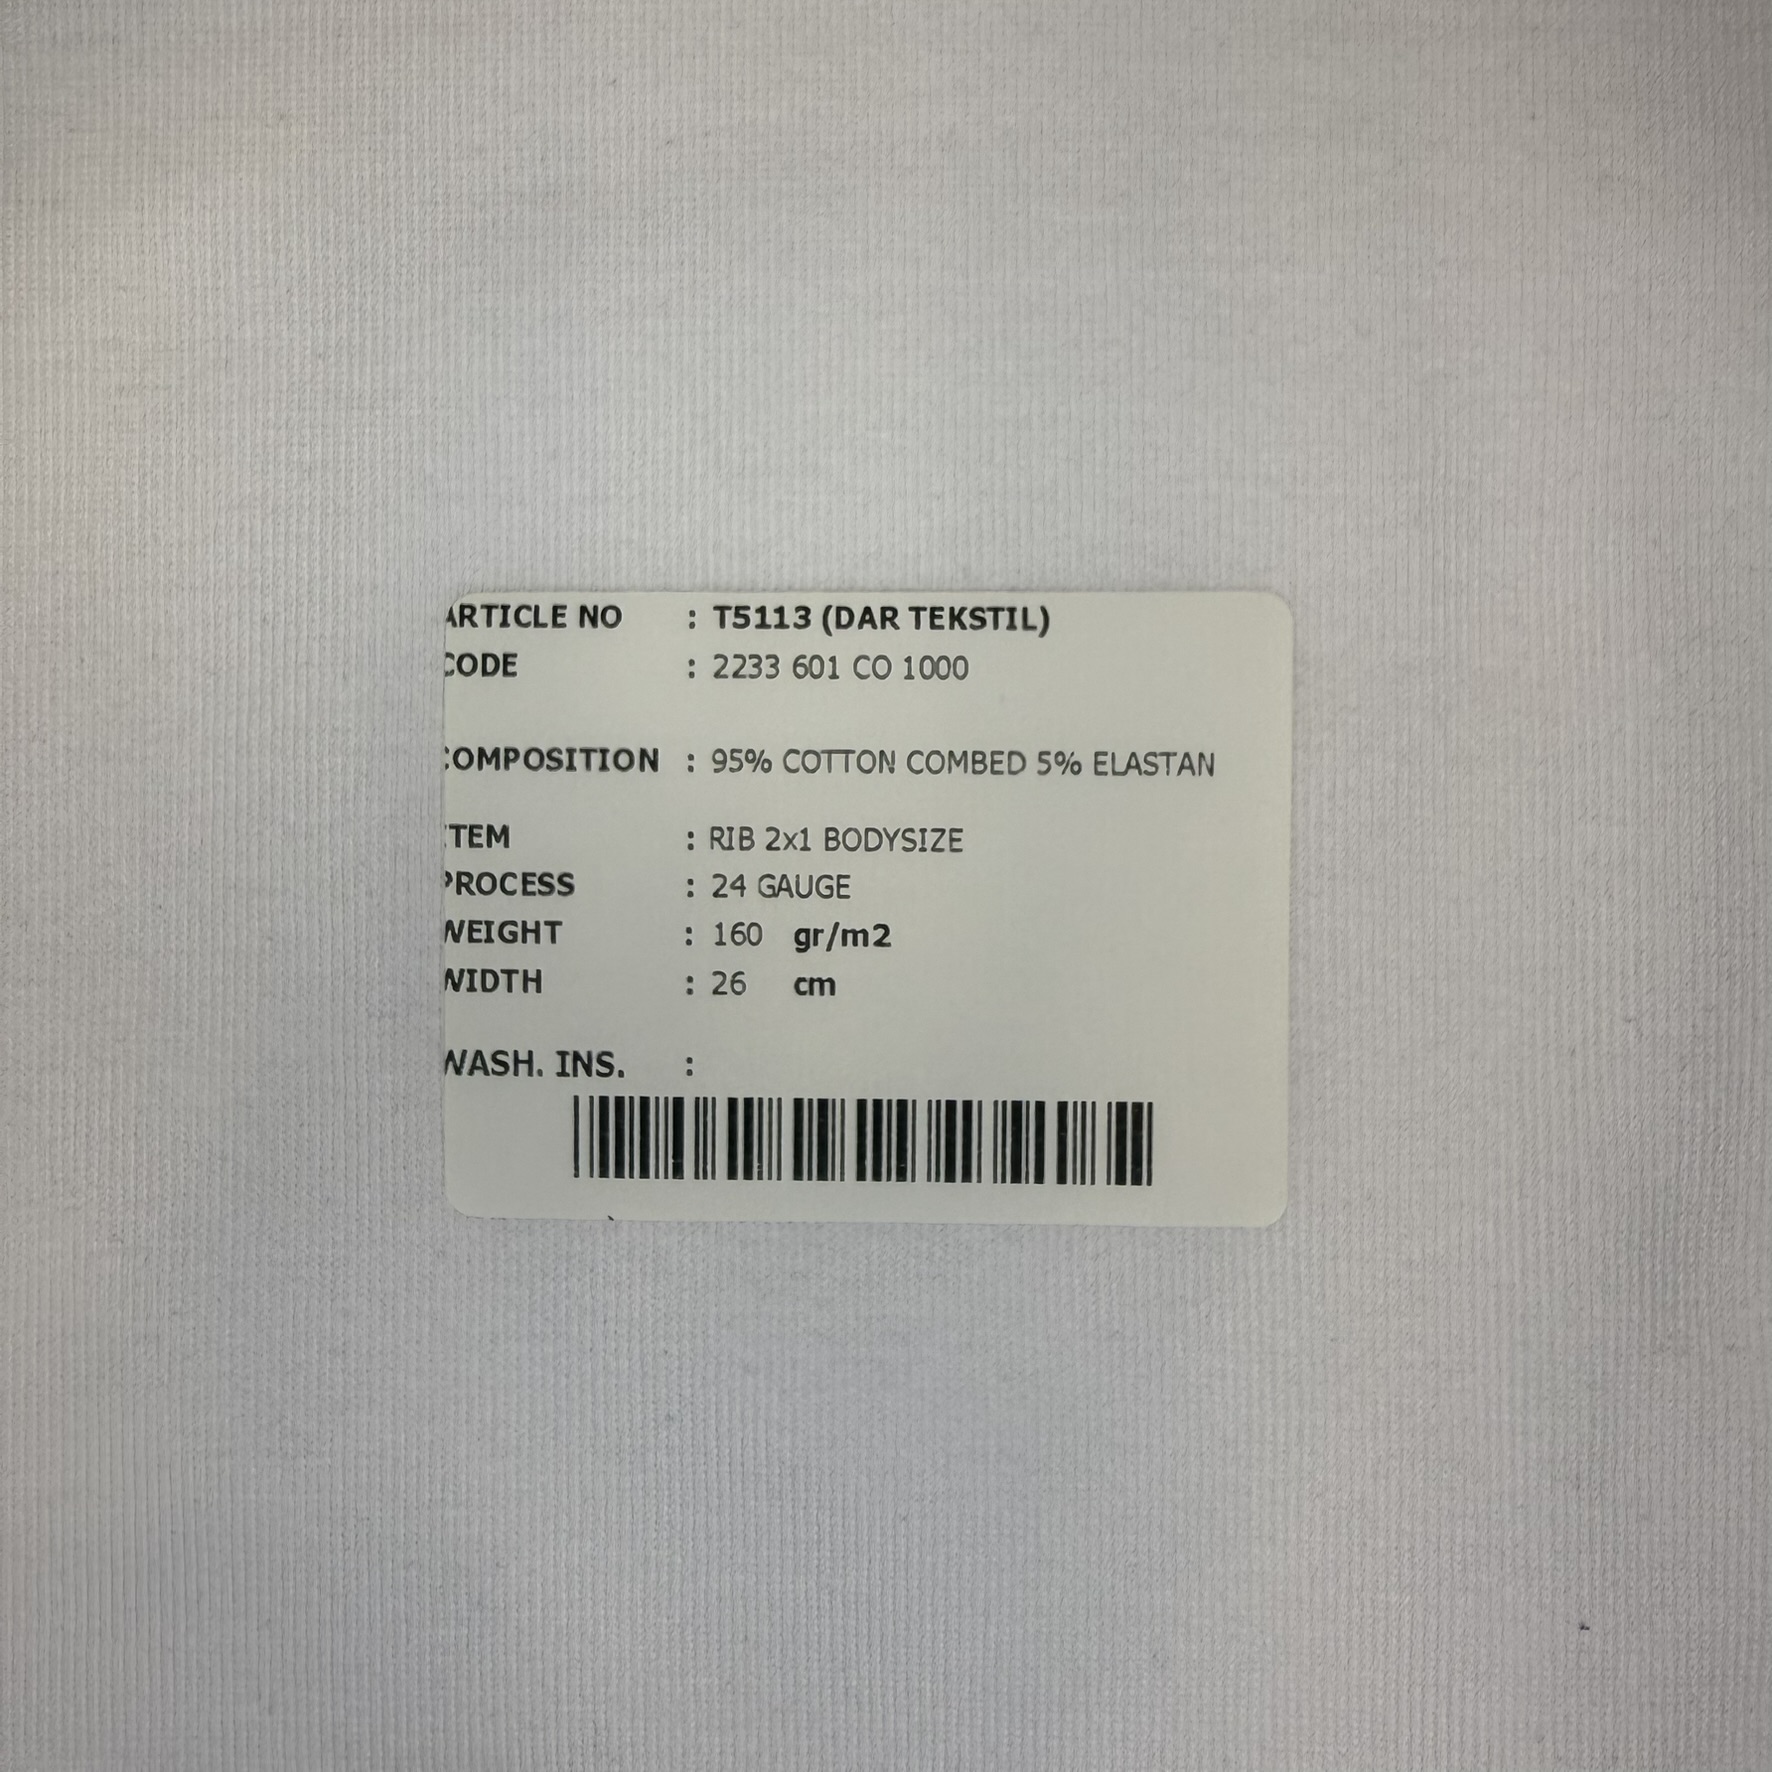 ARTICLE NO : T5113 (DAR TEKSTIL)
CODE : 2233 601 CO 1000
COMPOSITION : 95% COTTON COMBED 5% ELASTAN
ITEM : RIB 2x1 BODYSIZE
PROCESS : 24 GAUGE
WEIGHT : 160 gr/m2
WIDTH : 26 cm
WASH. INS. :